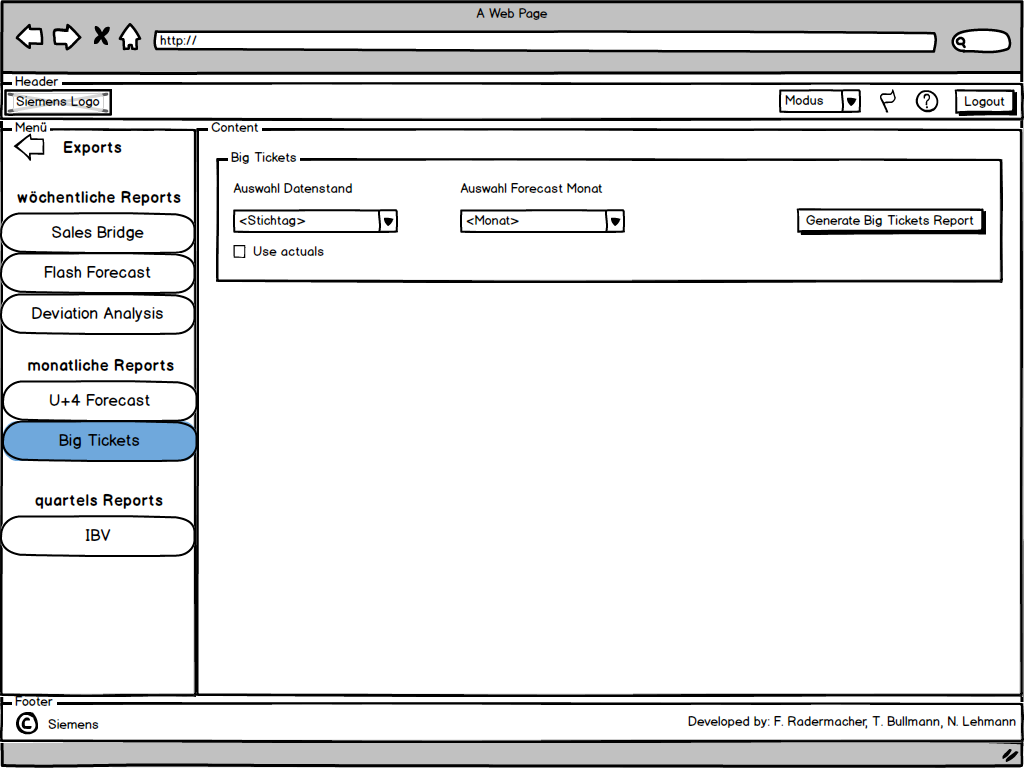 A Web Page
http://
Header
Siemens Logo
Modus
?
Logout
Menü
Exports
wöchentliche Reports
Sales Bridge
Flash Forecast
Deviation Analysis
monatliche Reports
U+4 Forecast
Big Tickets
quartels Reports
IBV
Content
Big Tickets
Auswahl Datenstand
Auswahl Forecast Monat
<Stichtag>
<Monat>
Generate Big Tickets Report
Use actuals
Footer
© Siemens
Developed by: F. Radermacher, T. Bullmann, N. Lehmann